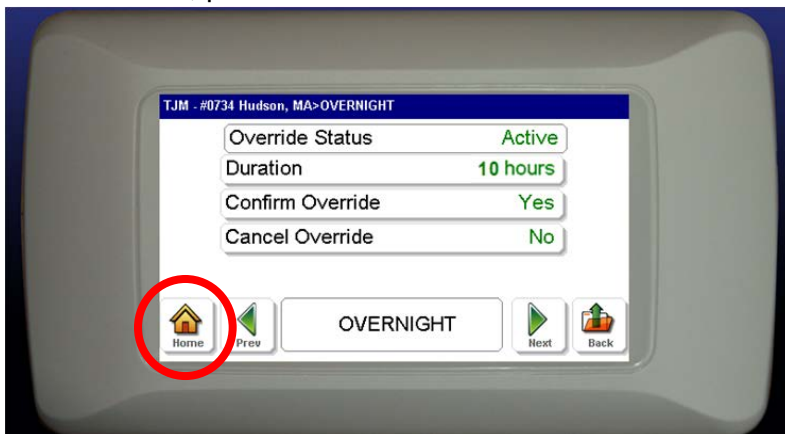 TJM - #0734 Hudson, MA>OVERNIGHT
Override Status Active
Duration 10 hours
Confirm Override Yes
Cancel Override No
Home Prev OVERNIGHT Next Back